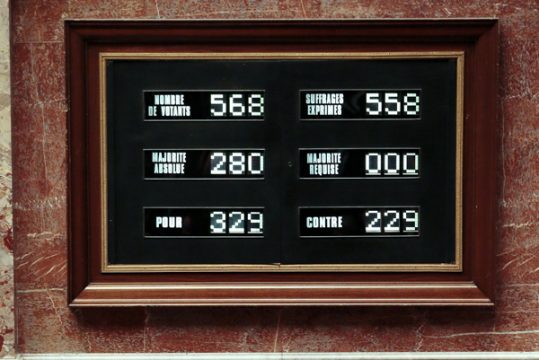 NOMBRE
DE VOTANTS
568
SUFFRAGES
EXPRIMES
558
MAJORITE
ABSOLUE
280
MAJORITE
REQUISE
000
POUR
329
CONTRE
229